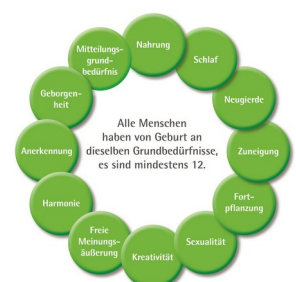 Nahrung
Schlaf
Neugierde
Zuneigung
Fort-
pflanzung
Sexualität
Kreativität
Freie
Meinungs-
äußerung
Harmonie
Anerkennung
Geborgen-
heit
Mitteilungs-
grund-
bedürfnis
Alle Menschen
haben von Geburt an
dieselben Grundbedürfnisse,
es sind mindestens 12.